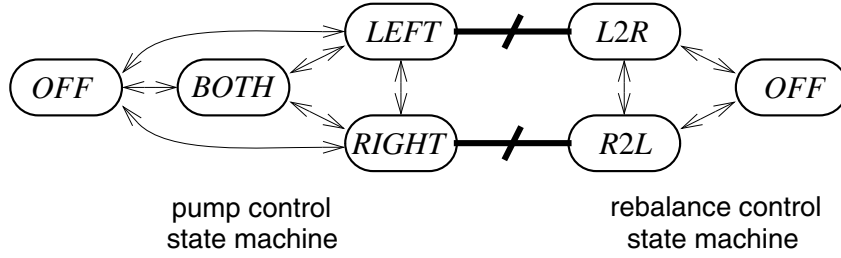 LEFT L2R
OFF BOTH OFF
RIGHT R2L
pump control rebalance control
state machine state machine